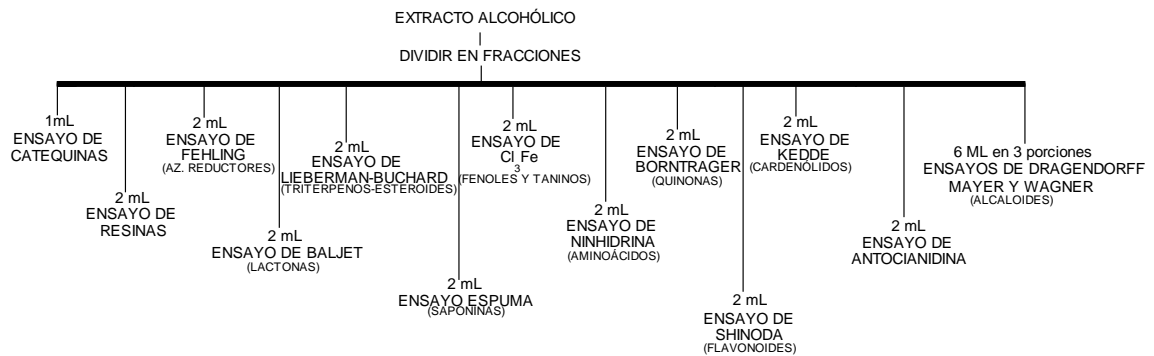 EXTRACTO ALCOHÓLICO
DIVIDIR EN FRACCIONES
1mL
ENSAYO DE
CATEQUINAS
2 mL
ENSAYO DE
RESINAS
2 mL
ENSAYO DE
FEHLING
(AZ. REDUCTORES)
2 mL
ENSAYO DE BALJET
(LACTONAS)
2 mL
ENSAYO DE
LIEBERMAN-BUCHARD
(TRITERPENOS-ESTEROIDES)
2 mL
ENSAYO ESPUMA
(SAPONINAS)
2 mL
ENSAYO DE
Cl Fe
3
(FENOLES Y TANINOS)
2 mL
ENSAYO DE
NINHIDRINA
(AMINOÁCIDOS)
2 mL
ENSAYO DE
BORNTRAGER
(QUINONAS)
2 mL
ENSAYO DE
SHINODA
(FLAVONOIDES)
2 mL
ENSAYO DE
KEDDE
(CARDENÓLIDOS)
2 mL
ENSAYO DE
ANTOCIANIDINA
6 ML en 3 porciones
ENSAYOS DE DRAGENDORFF
MAYER Y WAGNER
(ALCALOIDES)